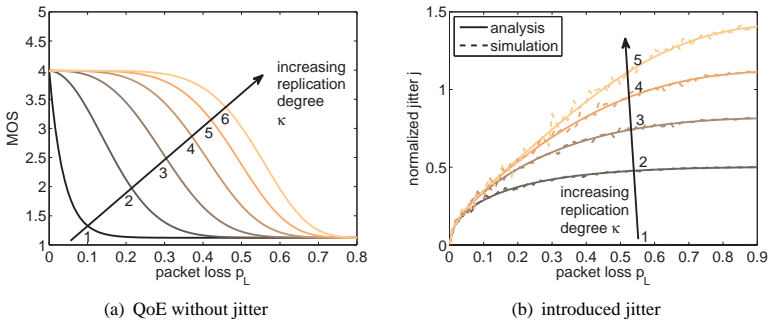 5
4.5
4
3.5
3
2.5
2
1.5
1
MOS
0
0.1
0.2
0.3
0.4
0.5
0.6
0.7
0.8
packet loss p_L
1
2
3
4
5
6
increasing
replication
degree
κ
(a) QoE without jitter
1.5
1
0.5
0
normalized jitter j
0
0.1
0.2
0.3
0.4
0.5
0.6
0.7
0.8
0.9
packet loss p_L
analysis
simulation
5
4
3
2
1
increasing
replication
degree κ
(b) introduced jitter